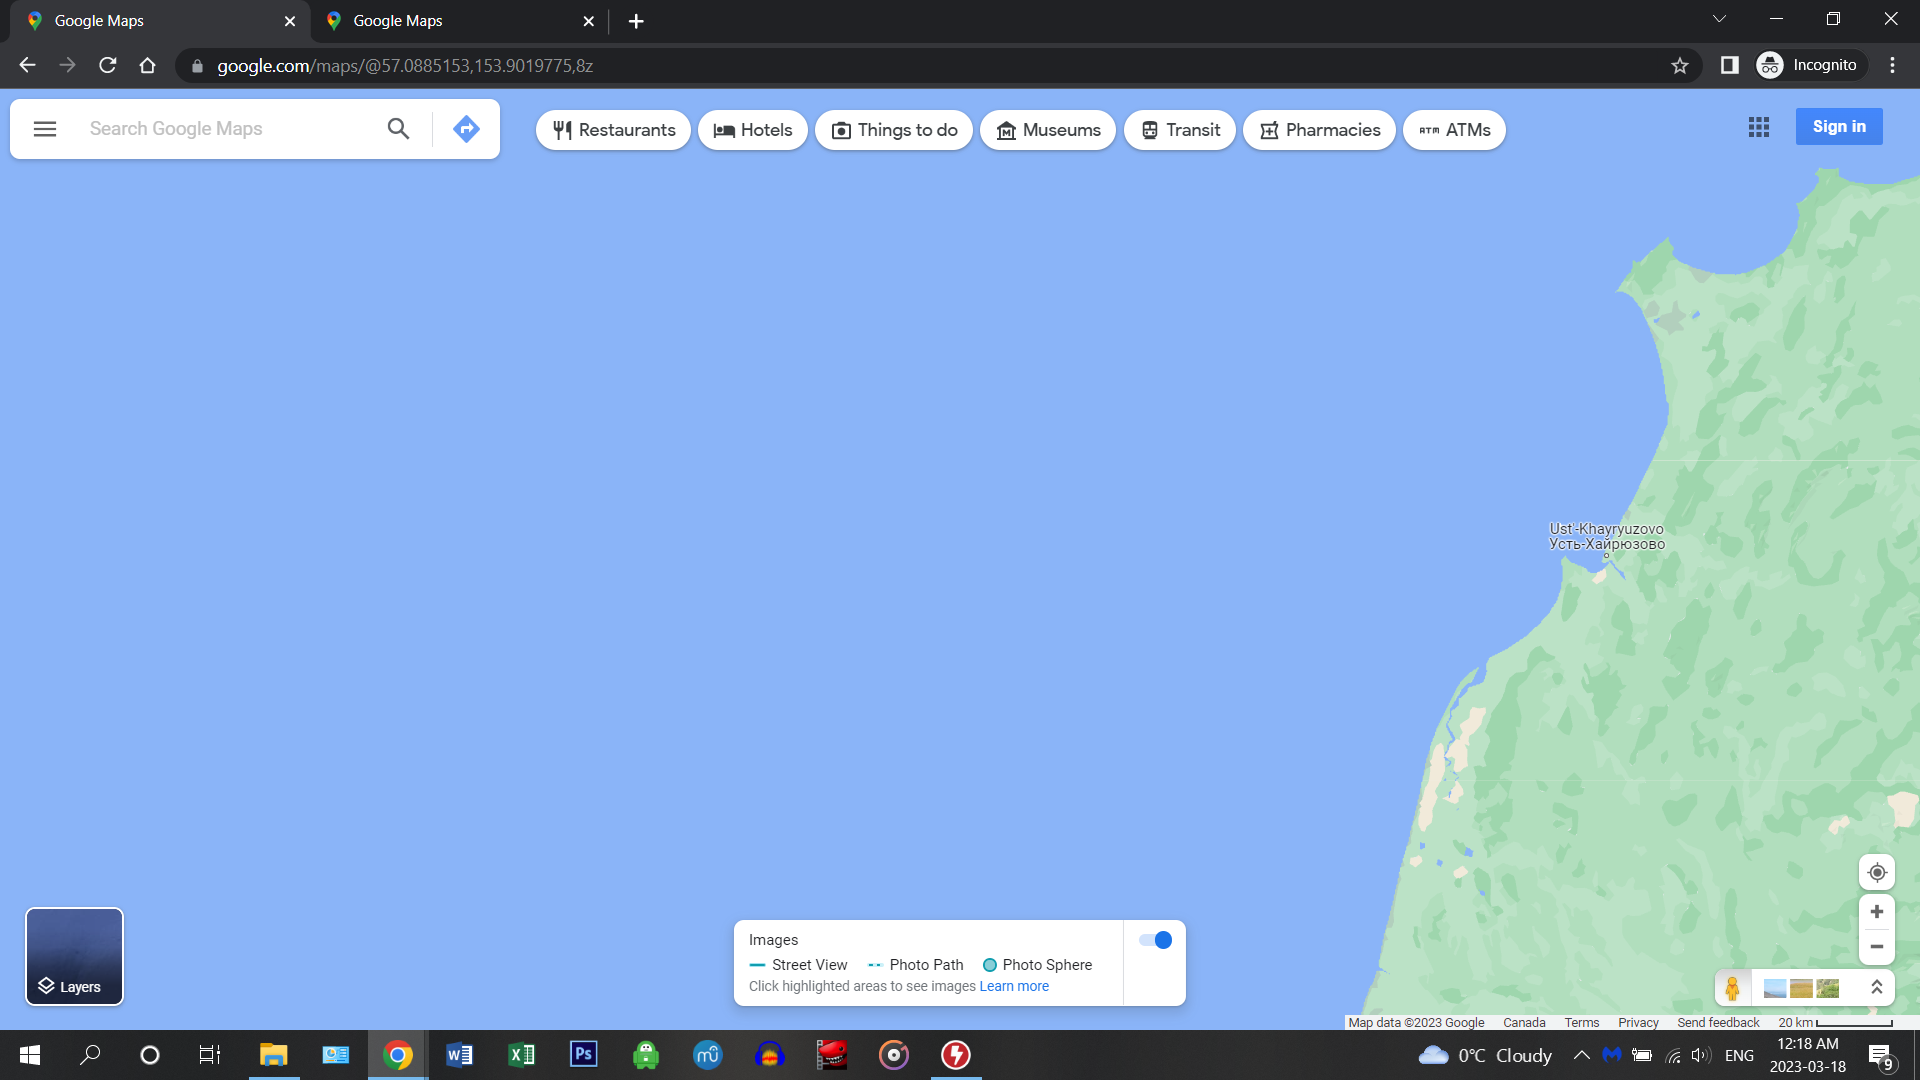 Google Maps
Google Maps
google.com/maps/@57.0885153,153.9019775,8z
Incognito
Search Google Maps
Restaurants
Hotels
Things to do
Museums
Transit
Pharmacies
ATM ATMs
Sign in
Ust'-Khayryuzovo
Усть-Хайрюзово
Images
Street View
Photo Path
Photo Sphere
Click highlighted areas to see images Learn more
Layers
Map data ©2023 Google
Canada
Terms
Privacy
Send feedback
20 km
W
X
Ps
mu
0°C Cloudy
ENG
12:18 AM
2023-03-18
9